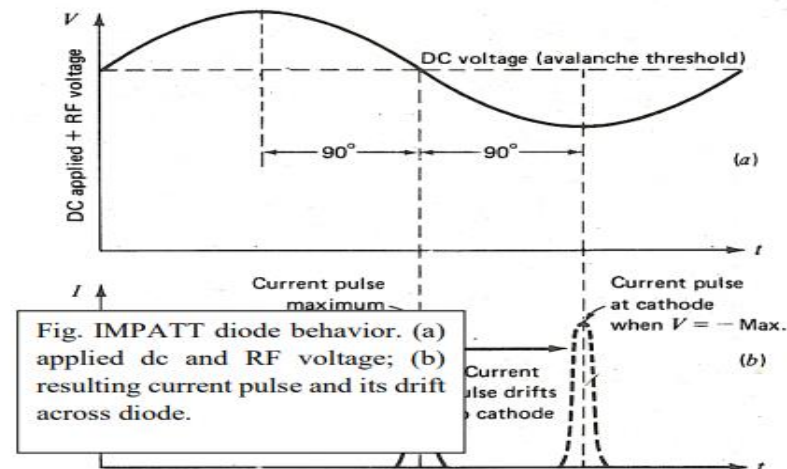 V
DC applied + RF voltage
DC voltage (avalanche threshold)
90°
90°
(a)
t
I
Current pulse
maximum
Current pulse
at cathode
when V = − Max.
Fig. IMPATT diode behavior. (a)
applied dc and RF voltage; (b)
resulting current pulse and its drift
across diode.
(b)
Current
ulse drifts
cathode
t